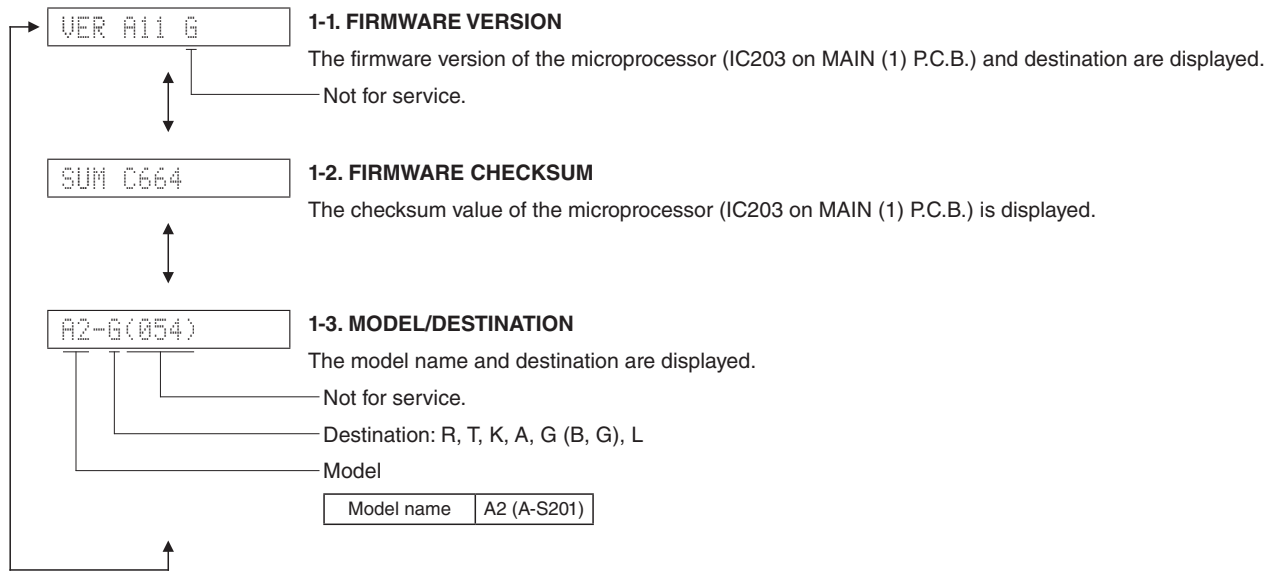 VER A11 G
1-1. FIRMWARE VERSION
The firmware version of the microprocessor (IC203 on MAIN (1) P.C.B.) and destination are displayed.
Not for service.
SUM C664
1-2. FIRMWARE CHECKSUM
The checksum value of the microprocessor (IC203 on MAIN (1) P.C.B.) is displayed.
A2-G(054)
1-3. MODEL/DESTINATION
The model name and destination are displayed.
Not for service.
Destination: R, T, K, A, G (B, G), L
Model
Model name A2 (A-S201)